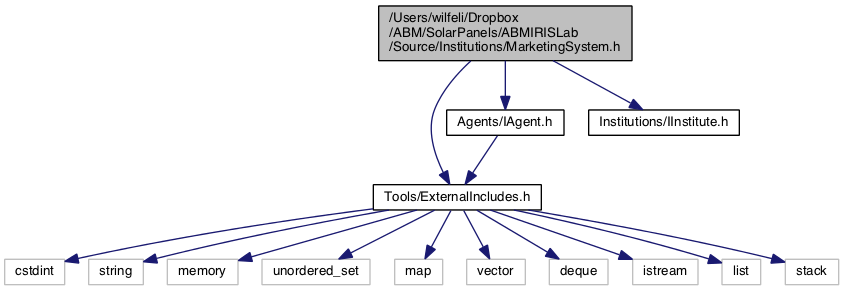 /Users/wilfeli/Dropbox
/ABM/SolarPanels/ABMIRISLab
/Source/Institutions/MarketingSystem.h
Agents/IAgent.h
Institutions/IInstitute.h
Tools/ExternalIncludes.h
cstdint
string
memory
unordered_set
map
vector
deque
istream
list
stack